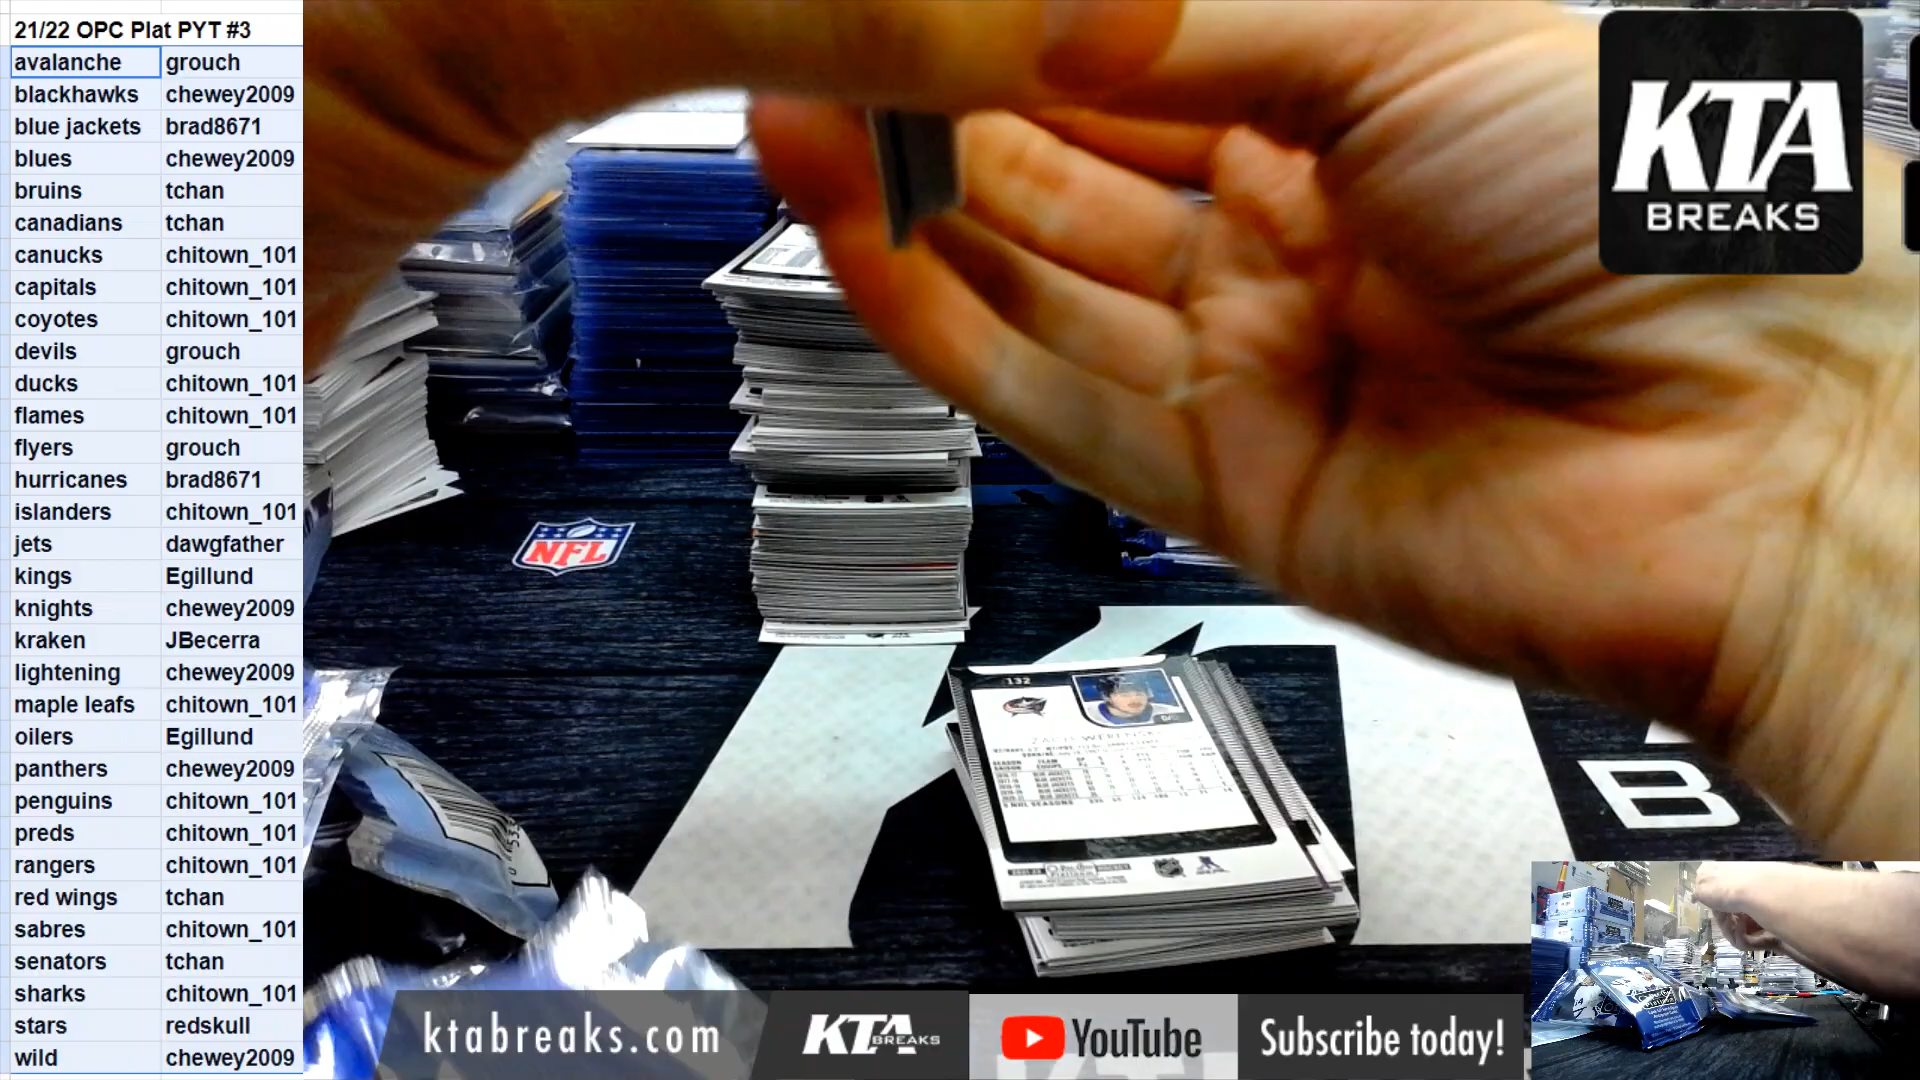 21/22 OPC Plat PYT #3
avalanche grouch
blackhawks chewey2009
blue jackets brad8671
blues chewey2009
bruins tchan
canadians tchan
canucks chitown_101
capitals chitown_101
coyotes chitown_101
devils grouch
ducks chitown_101
flames chitown_101
flyers grouch
hurricanes brad8671
islanders chitown_101
jets dawgfather
kings Egillund
knights chewey2009
kraken JBecerra
lightening chewey2009
maple leafs chitown_101
oilers Egillund
panthers chewey2009
penguins chitown_101
preds chitown_101
rangers chitown_101
red wings tchan
sabres chitown_101
senators tchan
sharks chitown_101
stars redskull
wild chewey2009
KTA
BREAKS
NFL
132
ZACH WERENSKI
B
ktabreaks.com
KTA BREAKS
YouTube
Subscribe today!